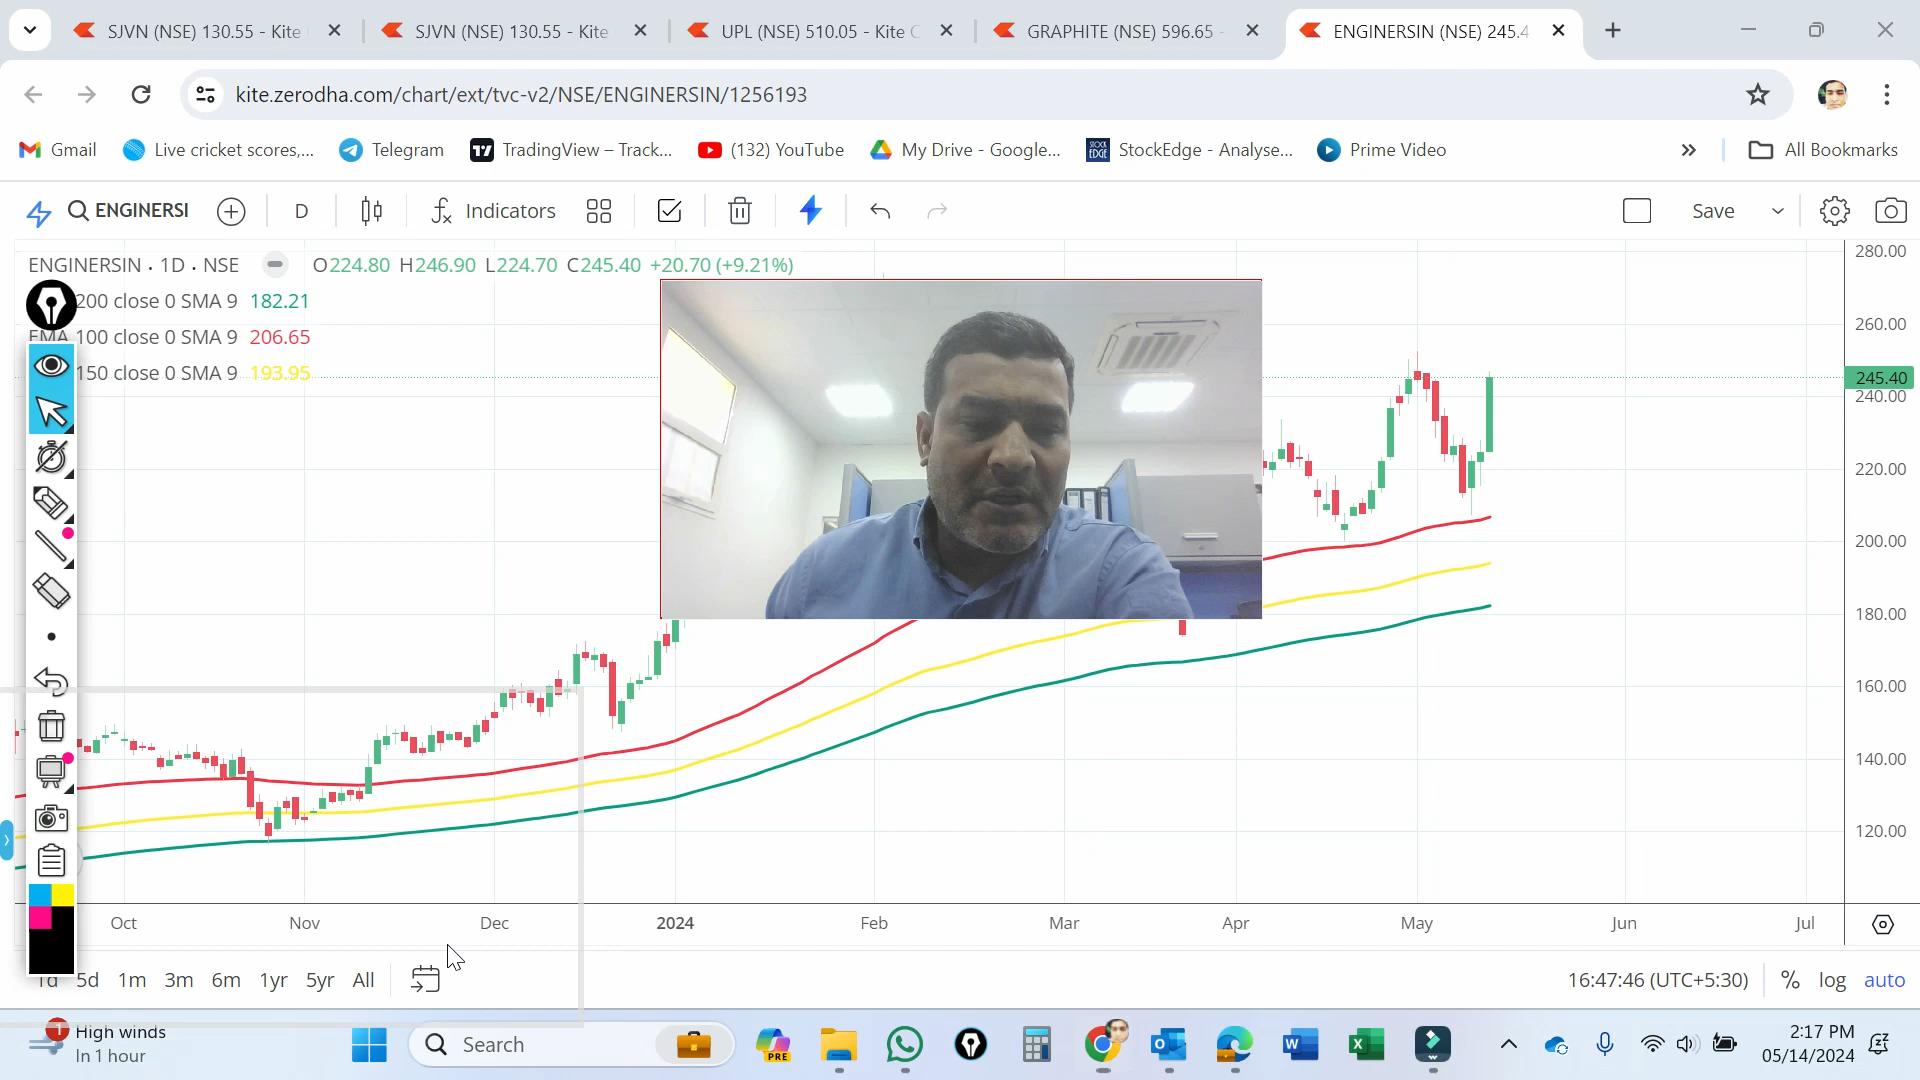 SJVN (NSE) 130.55 - Kite
SJVN (NSE) 130.55 - Kite
UPL (NSE) 510.05 - Kite C
GRAPHITE (NSE) 596.65 -
ENGINERSIN (NSE) 245.4
kite.zerodha.com/chart/ext/tvc-v2/NSE/ENGINERSIN/1256193
Gmail
Live cricket scores,...
Telegram
TradingView – Track...
(132) YouTube
My Drive - Google...
STOCK EDGE
StockEdge - Analyse...
Prime Video
All Bookmarks
ENGINERSI
D
Indicators
Save
ENGINERSIN · 1D · NSE
O224.80 H246.90 L224.70 C245.40 +20.70 (+9.21%)
200 close 0 SMA 9 182.21
EMA 100 close 0 SMA 9 206.65
150 close 0 SMA 9 193.95
280.00
260.00
245.40
240.00
220.00
200.00
180.00
160.00
140.00
120.00
Oct
Nov
Dec
2024
Feb
Mar
Apr
May
Jun
Jul
1d
5d
1m
3m
6m
1yr
5yr
All
16:47:46 (UTC+5:30)
%
log
auto
1
High winds
In 1 hour
Search
PRE
2:17 PM
05/14/2024